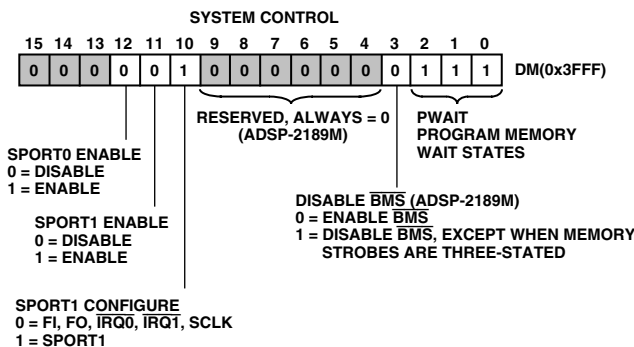 SYSTEM CONTROL
15 14 13 12 11 10 9 8 7 6 5 4 3 2 1 0
0 0 0 0 0 1 0 0 0 0 0 0 0 1 1 1 DM(0x3FFF)
RESERVED, ALWAYS = 0
(ADSP-2189M)
PWAIT
PROGRAM MEMORY
WAIT STATES
SPORT0 ENABLE
0 = DISABLE
1 = ENABLE
DISABLE BMS (ADSP-2189M)
0 = ENABLE BMS
1 = DISABLE BMS, EXCEPT WHEN MEMORY
STROBES ARE THREE-STATED
SPORT1 ENABLE
0 = DISABLE
1 = ENABLE
SPORT1 CONFIGURE
0 = FI, FO, IRQ0, IRQ1, SCLK
1 = SPORT1